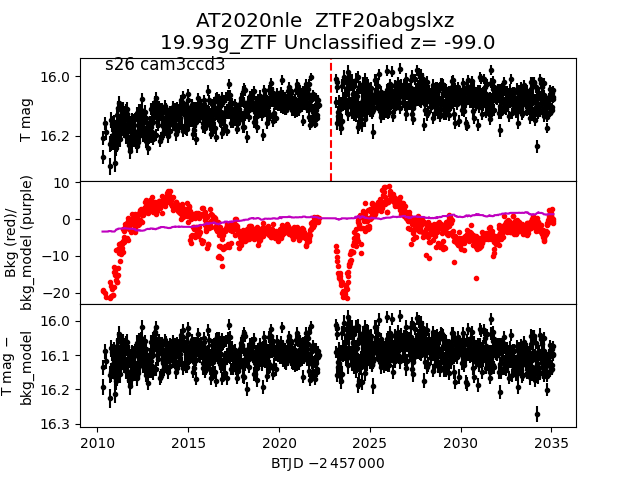 AT2020nle  ZTF20abgslxz
19.93g_ZTF Unclassified z= -99.0
s26 cam3ccd3
T mag
16.0
16.2
Bkg (red)/
bkg_model (purple)
10
0
−10
−20
T mag −
bkg_model
16.0
16.1
16.2
16.3
2010 2015 2020 2025 2030 2035
BTJD −2 457 000